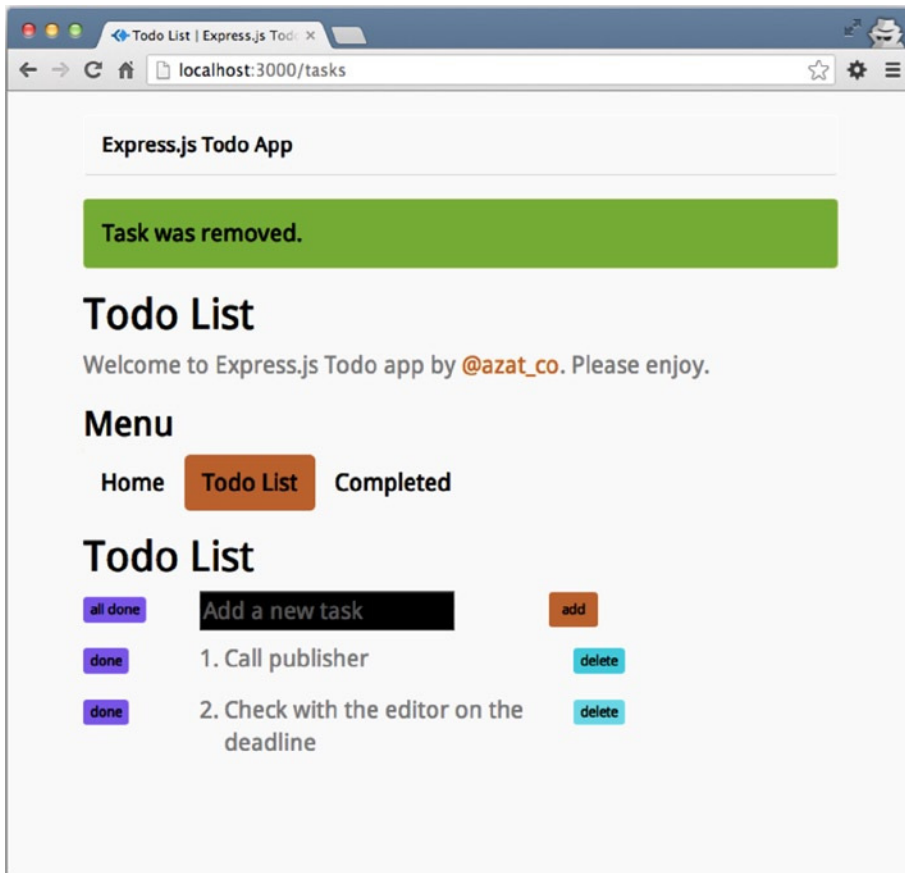 Todo List | Express.js Tod
localhost:3000/tasks
Express.js Todo App
Task was removed.
Todo List
Welcome to Express.js Todo app by @azat_co. Please enjoy.
Menu
Home Todo List Completed
Todo List
all done Add a new task add
done 1. Call publisher delete
done 2. Check with the editor on the delete
deadline